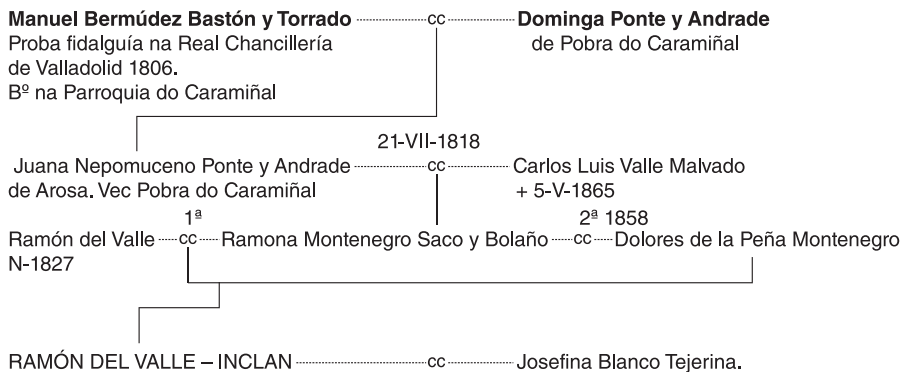 Manuel Bermúdez Bastón y Torrado cc Dominga Ponte y Andrade
Proba fidalguía na Real Chancillería de Pobra do Caramiñal
de Valladolid 1806.
Bº na Parroquia do Caramiñal
21-VII-1818
Juana Nepomuceno Ponte y Andrade cc Carlos Luis Valle Malvado
de Arosa. Vec Pobra do Caramiñal + 5-V-1865
1ª 2ª 1858
Ramón del Valle cc Ramona Montenegro Saco y Bolaño cc Dolores de la Peña Montenegro
N-1827
RAMÓN DEL VALLE – INCLAN cc Josefina Blanco Tejerina.